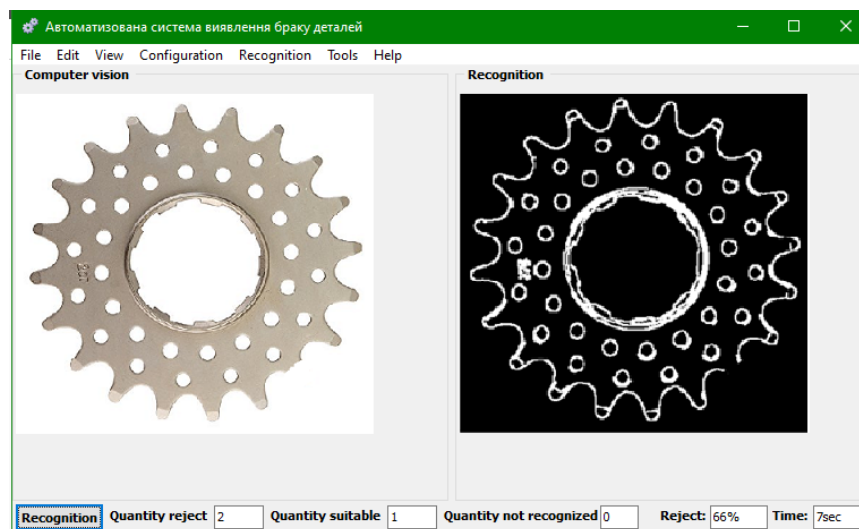 Автоматизована система виявлення браку деталей
File Edit View Configuration Recognition Tools Help
Computer vision Recognition
Recognition Quantity reject 2 Quantity suitable 1 Quantity not recognized 0 Reject: 66% Time: 7sec